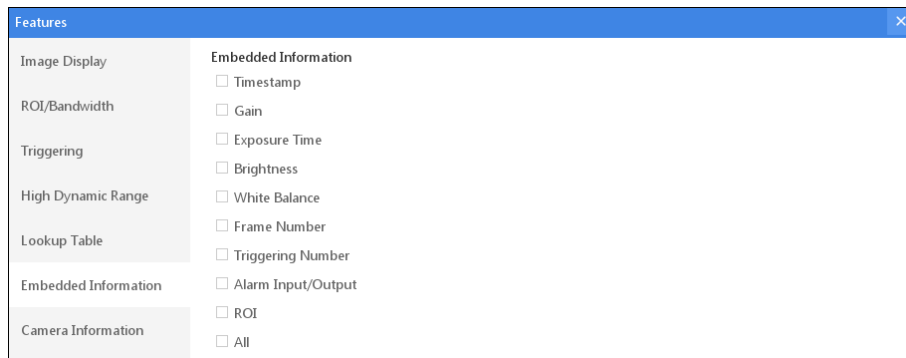 Features
Image Display
ROI/Bandwidth
Triggering
High Dynamic Range
Lookup Table
Embedded Information
Camera Information
Embedded Information
Timestamp
Gain
Exposure Time
Brightness
White Balance
Frame Number
Triggering Number
Alarm Input/Output
ROI
All